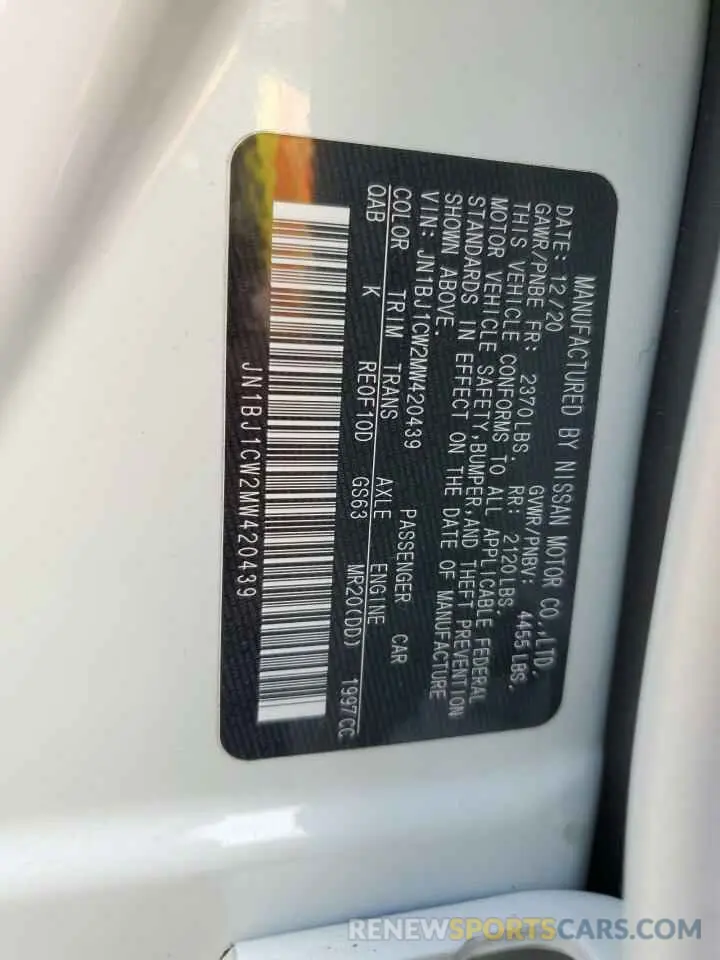 MANUFACTURED BY NISSAN MOTOR CO.,LTD.
DATE: 12/20 GVWR/PNBV: 4455LBS.
GAWR/PNBE FR: 2370LBS. RR: 2120LBS.
THIS VEHICLE CONFORMS TO ALL APPLICABLE FEDERAL
MOTOR VEHICLE SAFETY,BUMPER,AND THEFT PREVENTION
STANDARDS IN EFFECT ON THE DATE OF MANUFACTURE
SHOWN ABOVE.
VIN: JN1BJ1CW2MW420439 PASSENGER CAR
COLOR TRIM TRANS AXLE ENGINE
QAB K RE0F10D GS63 MR20(DD) 1997CC
JN1BJ1CW2MW420439
RENEWSPORTSCARS.COM